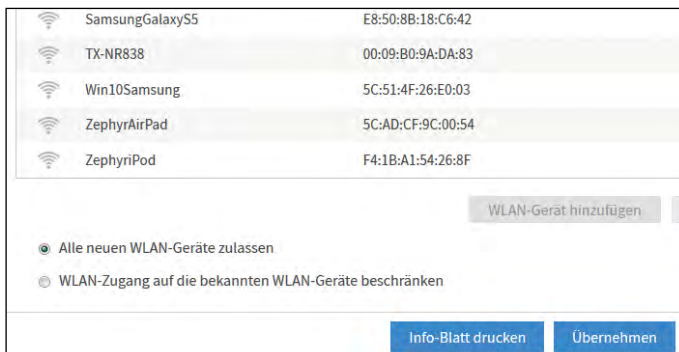 SamsungGalaxyS5 E8:50:8B:18:C6:42
TX-NR838 00:09:B0:9A:DA:83
Win10Samsung 5C:51:4F:26:E0:03
ZephyrAirPad 5C:AD:CF:9C:00:54
ZephyriPod F4:1B:A1:54:26:8F
WLAN-Gerät hinzufügen
Alle neuen WLAN-Geräte zulassen
WLAN-Zugang auf die bekannten WLAN-Geräte beschränken
Info-Blatt drucken Übernehmen